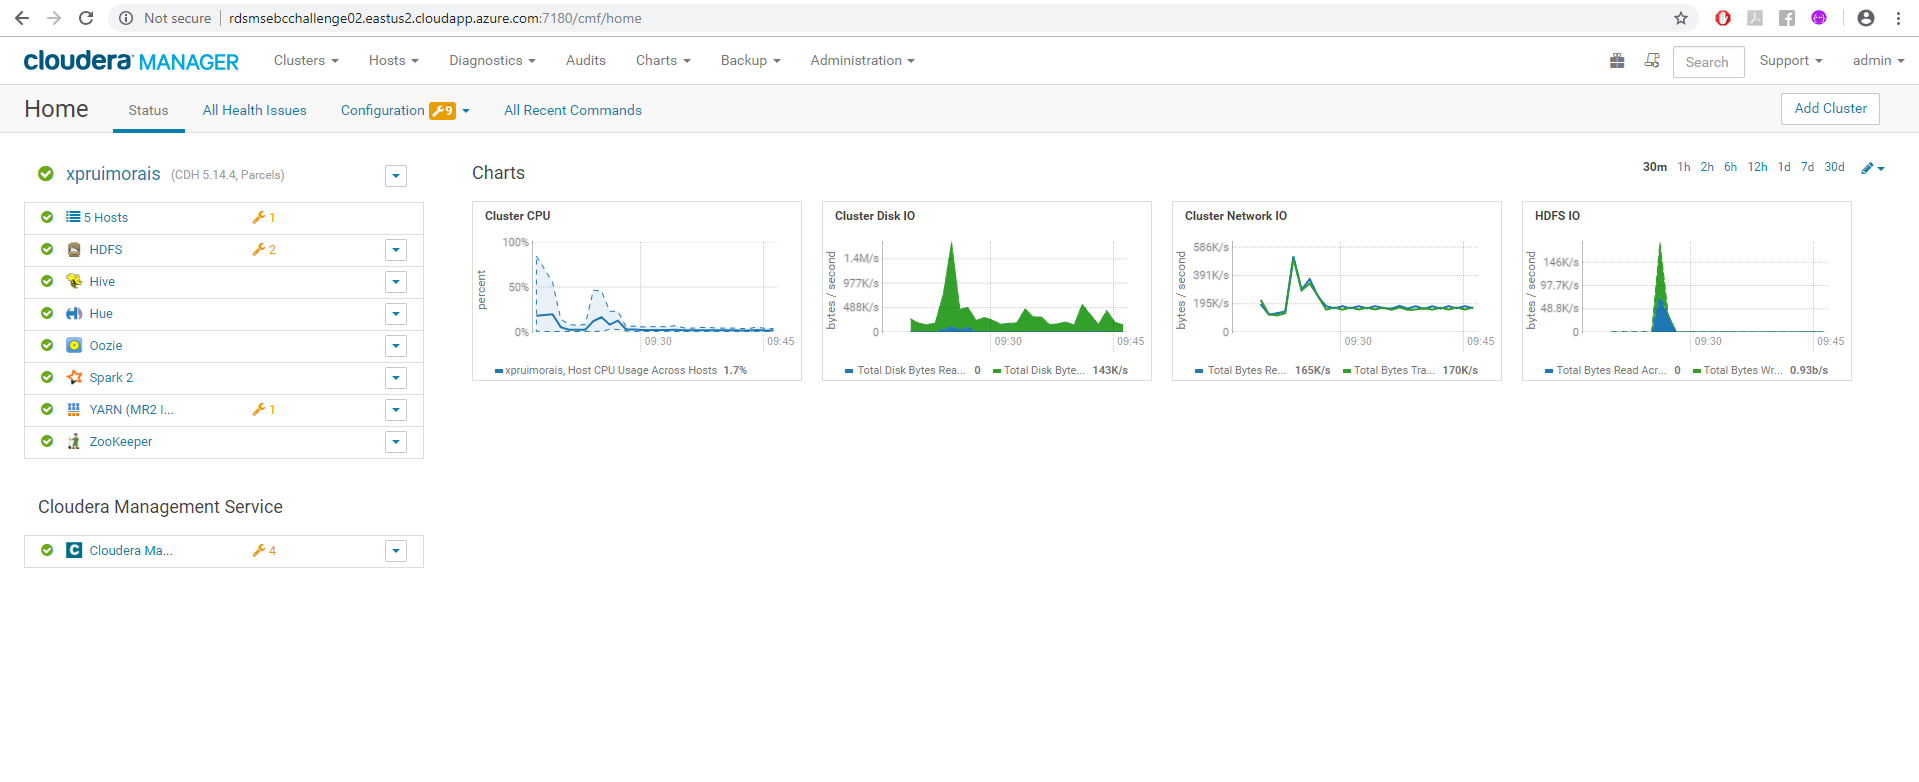 Not secure rdsmsebcchallenge02.eastus2.cloudapp.azure.com:7180/cmf/home
cloudera MANAGER Clusters Hosts Diagnostics Audits Charts Backup Administration Search Support admin
Home Status All Health Issues Configuration 9 All Recent Commands Add Cluster
xpruimorais (CDH 5.14.4, Parcels)
5 Hosts 1
HDFS 2
Hive
Hue
Oozie
Spark 2
YARN (MR2 I... 1
ZooKeeper
Cloudera Management Service
C Cloudera Ma... 4
Charts 30m 1h 2h 6h 12h 1d 7d 30d
Cluster CPU
percent
100%
50%
0%
09:30 09:45
xpruimorais, Host CPU Usage Across Hosts 1.7%
Cluster Disk IO
bytes / second
1.4M/s
977K/s
488K/s
0
09:30 09:45
Total Disk Bytes Rea... 0 Total Disk Byte... 143K/s
Cluster Network IO
bytes / second
586K/s
391K/s
195K/s
0
09:30 09:45
Total Bytes Re... 165K/s Total Bytes Tra... 170K/s
HDFS IO
bytes / second
146K/s
97.7K/s
48.8K/s
0
09:30 09:45
Total Bytes Read Acr... 0 Total Bytes Wr... 0.93b/s